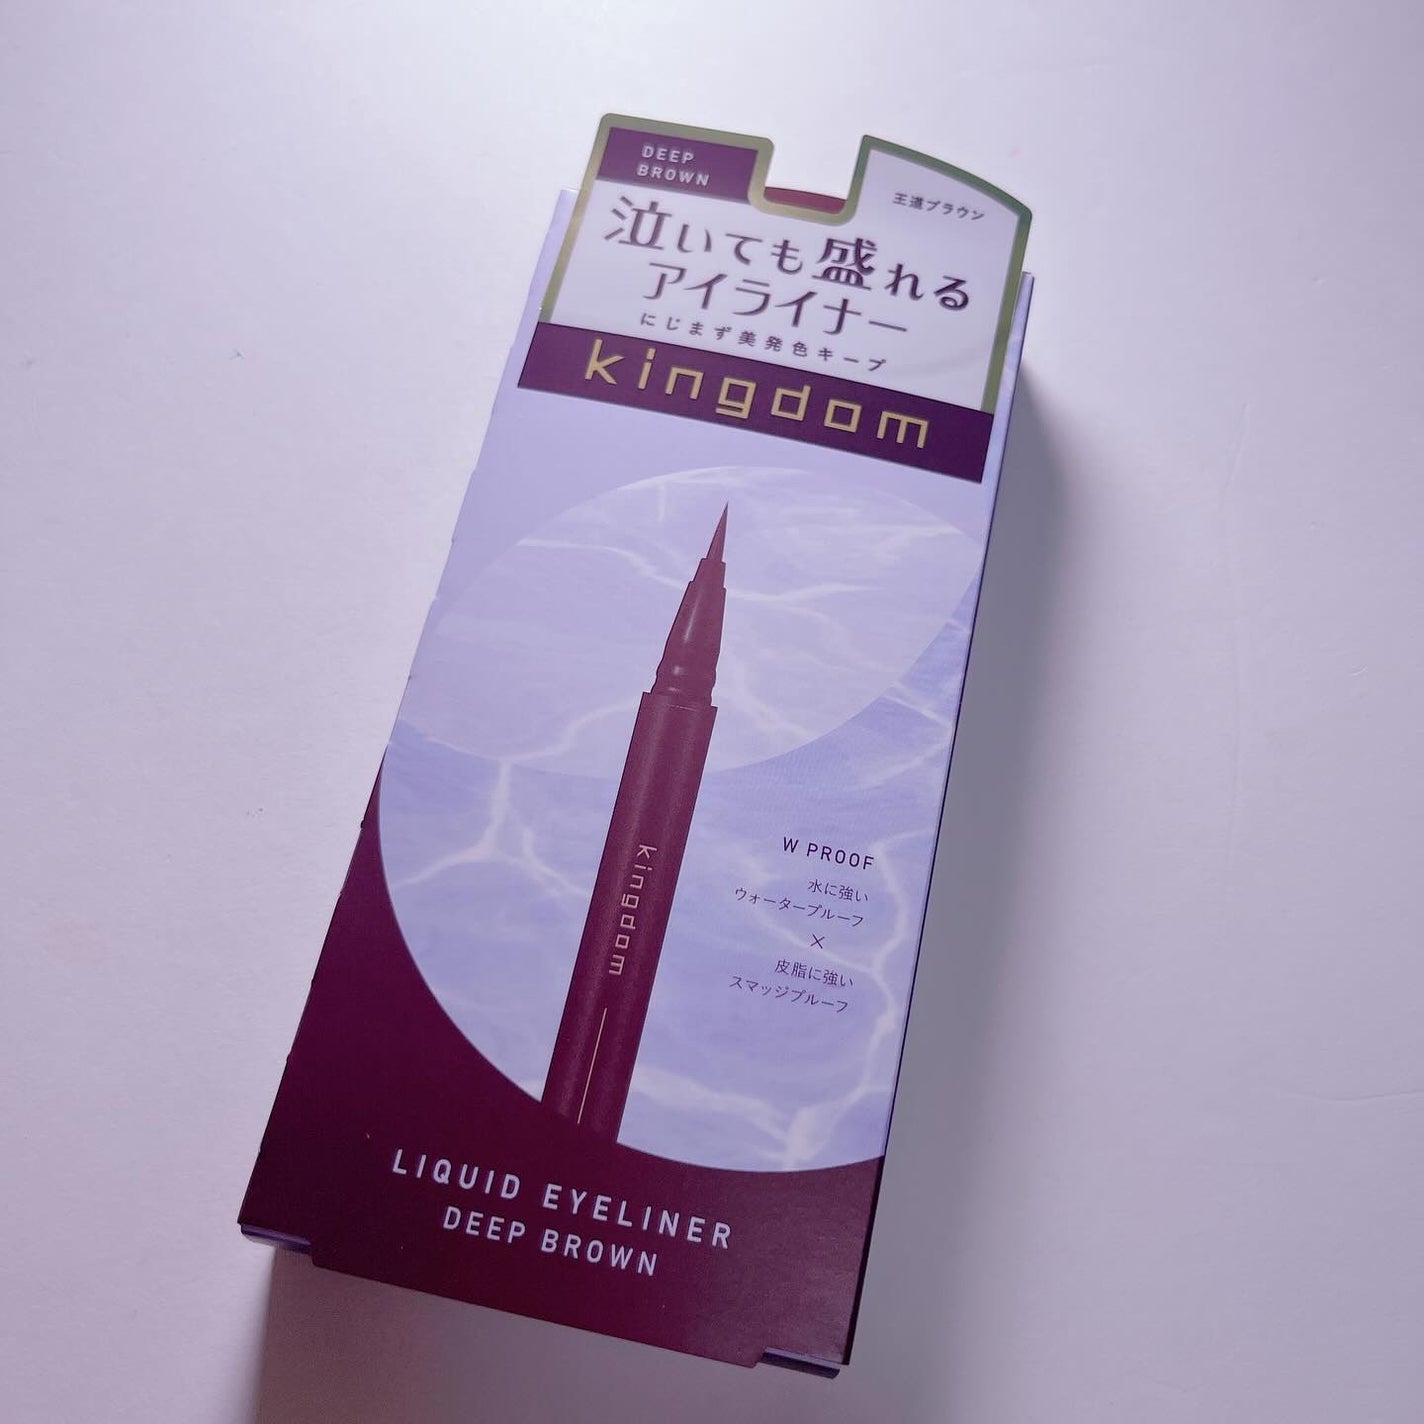 DEEP
BROWN
王道ブラウン
泣いても盛れる
アイライナー
にじまず美発色キープ
kingdom
kingdom
W PROOF
水に強い
ウォータープルーフ
×
皮脂に強い
スマッジプルーフ
LIQUID EYELINER
DEEP BROWN